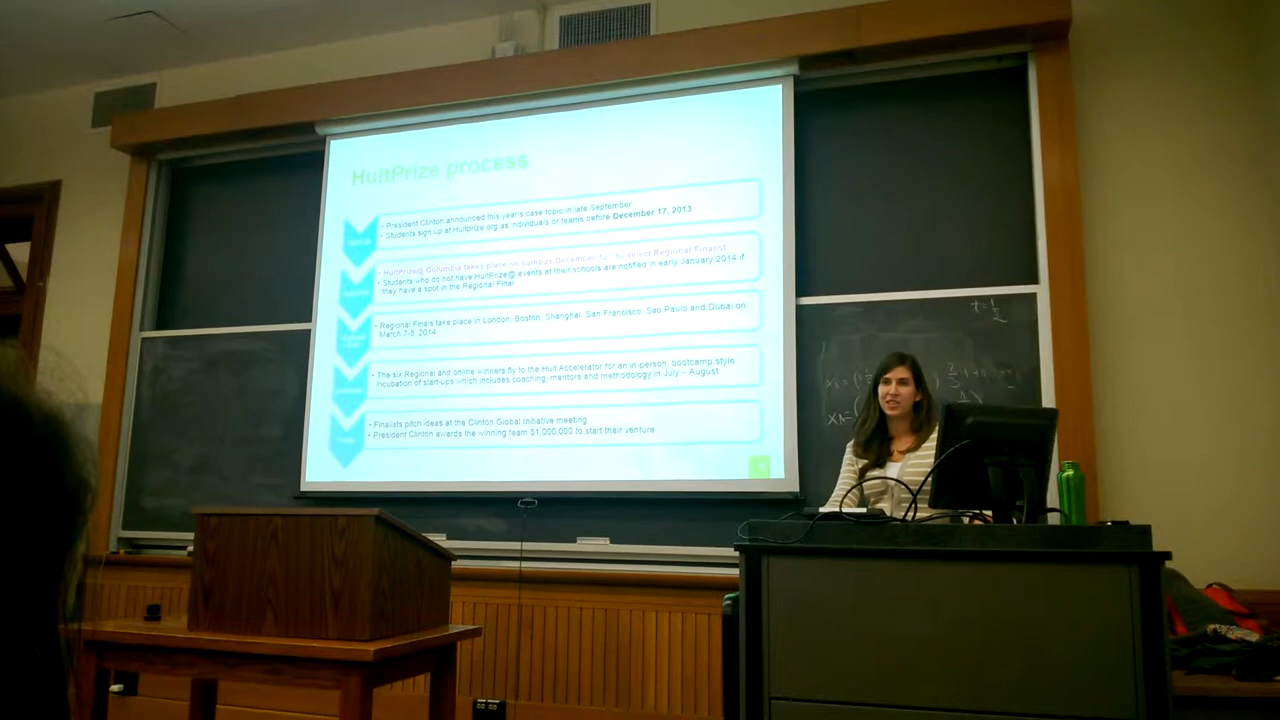 HultPrize process
• President Clinton announced this year's case topic in late September
• Students sign up at Hultprize.org as individuals or teams before December 17, 2013
• HultPrize@ Columbia takes place on campus December 12th to select Regional Finalist
• Students who do not have HultPrize@ events at their schools are notified in early January 2014 if
they have a spot in the Regional Final
• Regional Finals take place in London, Boston, Shanghai, San Francisco, Sao Paulo and Dubai on
March 7-8, 2014
• The six Regional and online winners fly to the Hult Accelerator for an in-person, bootcamp style
incubation of start-ups which includes coaching, mentors and methodology in July – August
• Finalists pitch ideas at the Clinton Global Initiative meeting
• President Clinton awards the winning team $1,000,000 to start their venture
t=1/2